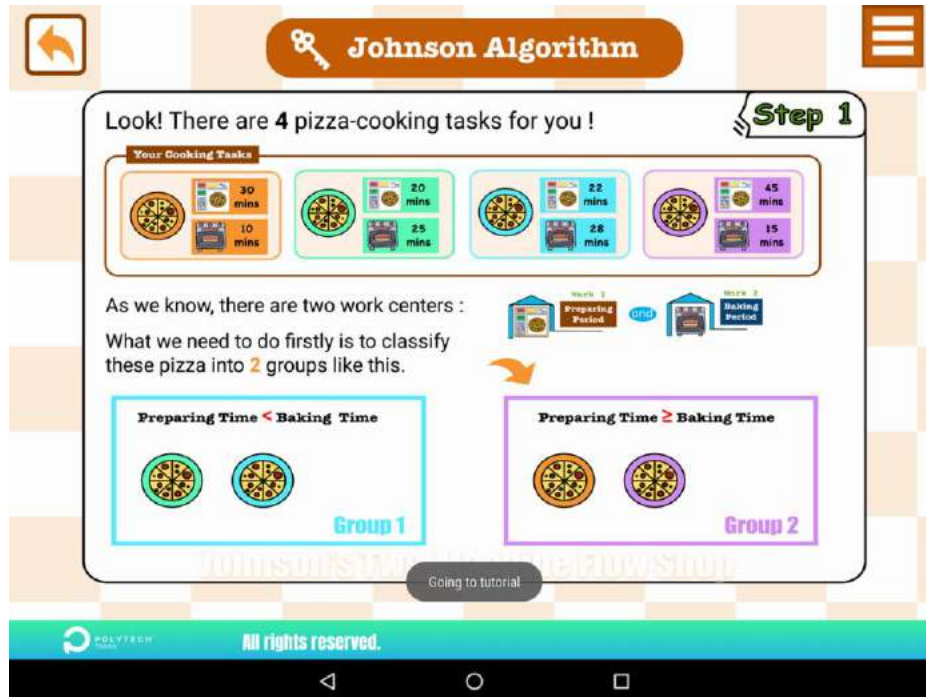 Johnson Algorithm
Look! There are 4 pizza-cooking tasks for you !
Step 1
Your Cooking Tasks
30 mins
10 mins
20 mins
25 mins
22 mins
28 mins
45 mins
15 mins
As we know, there are two work centers :
Preparing Period
and
Baking Period
What we need to do firstly is to classify
these pizza into 2 groups like this.
Preparing Time < Baking Time
Group 1
Preparing Time ≥ Baking Time
Group 2
Johnson's Flow Shop
Going to tutorial
POLYTECH
All rights reserved.